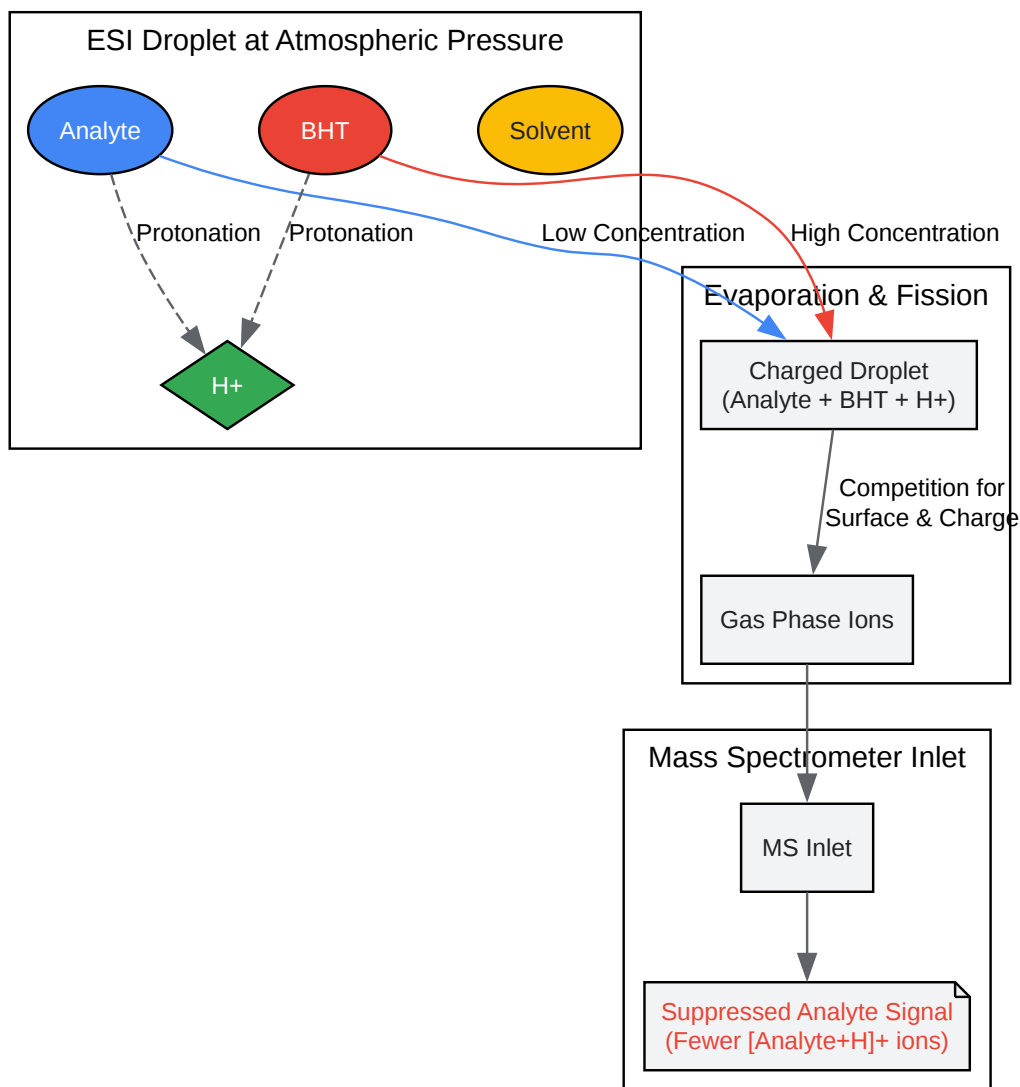 ESI Droplet at Atmospheric Pressure
Analyte
BHT
Solvent
Protonation
Protonation
Low Concentration
High Concentration
H+
Evaporation & Fission
Charged Droplet
(Analyte + BHT + H+)
Competition for
Surface & Charge
Gas Phase Ions
Mass Spectrometer Inlet
MS Inlet
Suppressed Analyte Signal
(Fewer [Analyte+H]+ ions)